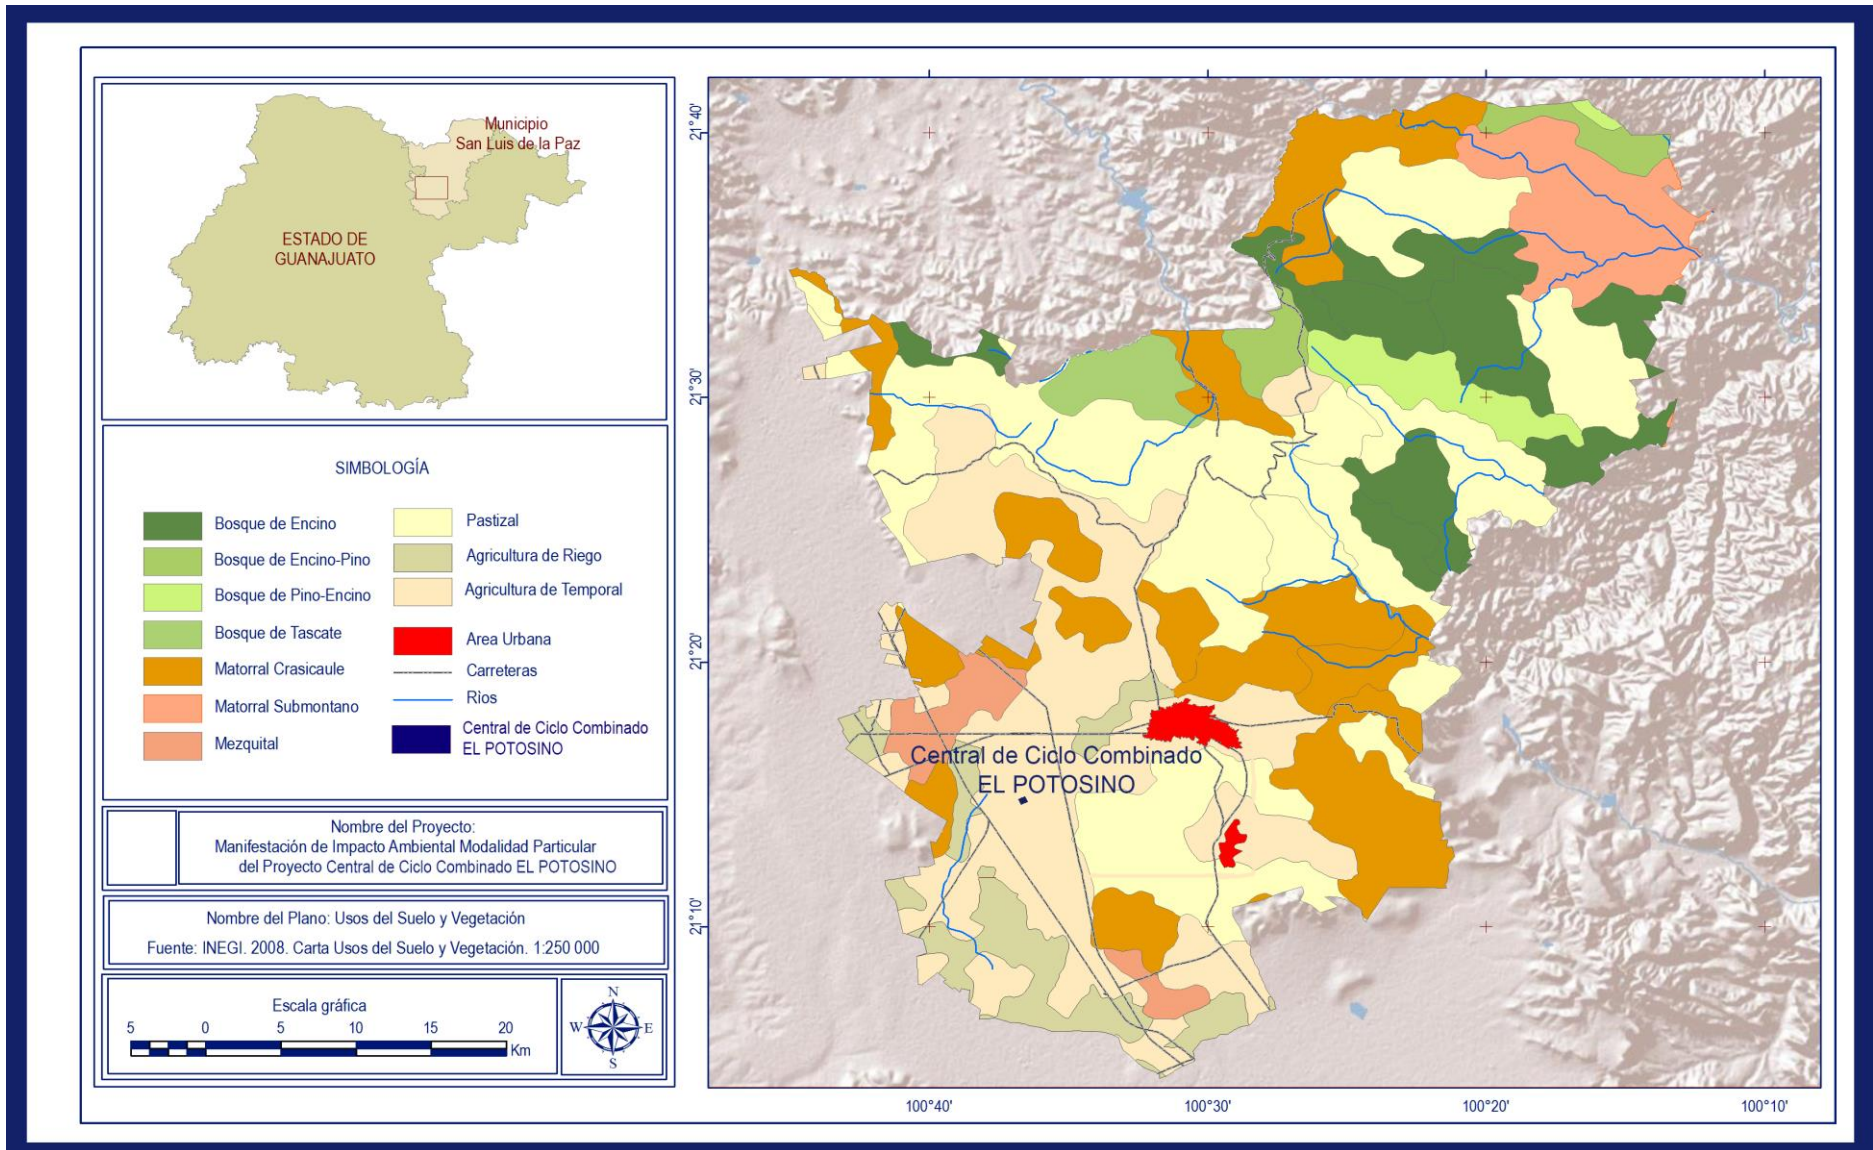 Municipio
San Luis de la Paz
ESTADO DE
GUANAJUATO
SIMBOLOGÍA
Bosque de Encino
Bosque de Encino-Pino
Bosque de Pino-Encino
Bosque de Tascate
Matorral Crasicaule
Matorral Submontano
Mezquital
Pastizal
Agricultura de Riego
Agricultura de Temporal
Area Urbana
Carreteras
Rìos
Central de Ciclo Combinado
EL POTOSINO
Nombre del Proyecto:
Manifestación de Impacto Ambiental Modalidad Particular
del Proyecto Central de Ciclo Combinado EL POTOSINO
Nombre del Plano: Usos del Suelo y Vegetación
Fuente: INEGI. 2008. Carta Usos del Suelo y Vegetación. 1:250 000
Escala gráfica
5 0 5 10 15 20
Km
N
W E
S
21°40'
21°30'
21°20'
21°10'
Central de Ciclo Combinado
EL POTOSINO
100°40' 100°30' 100°20' 100°10'